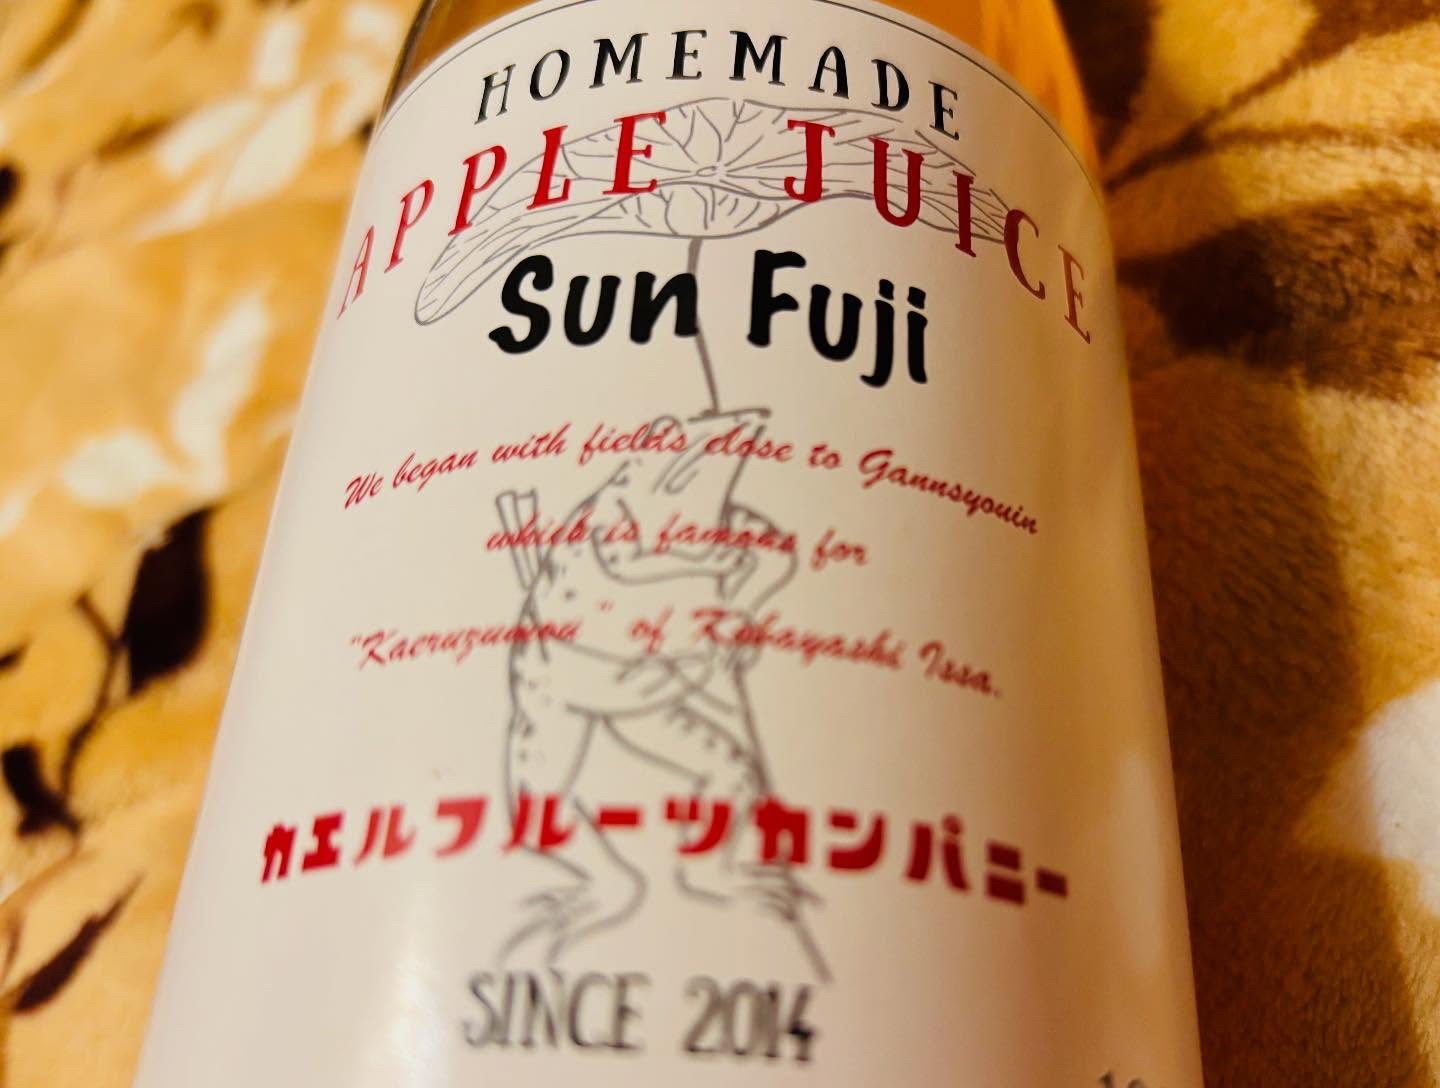 HOMEMADE
APPLE JUICE
Sun Fuji
We began with fields close to Gannsyouin
which is famous for
"Kaeruzumou" of Kobayashi Issa.
カエルフルーツカンパニー
SINCE 2014